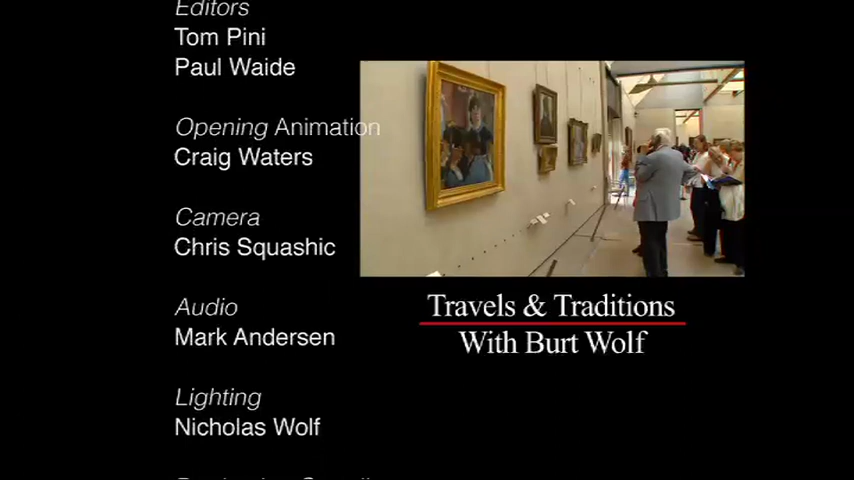 Editors
Tom Pini
Paul Waide
Opening Animation
Craig Waters
Camera
Chris Squashic
Audio
Mark Andersen
Lighting
Nicholas Wolf
Travels & Traditions
With Burt Wolf